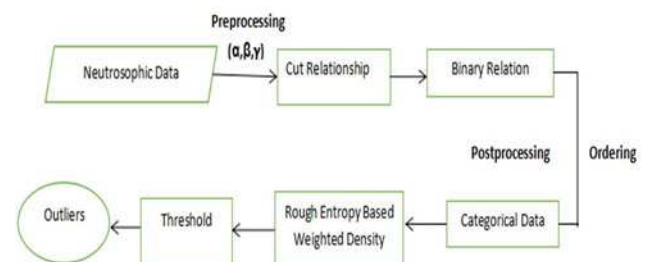 Preprocessing
(α,β,γ)
Neutrosophic Data
Cut Relationship
Binary Relation
Postprocessing
Ordering
Outliers
Threshold
Rough Entropy Based
Weighted Density
Categorical Data